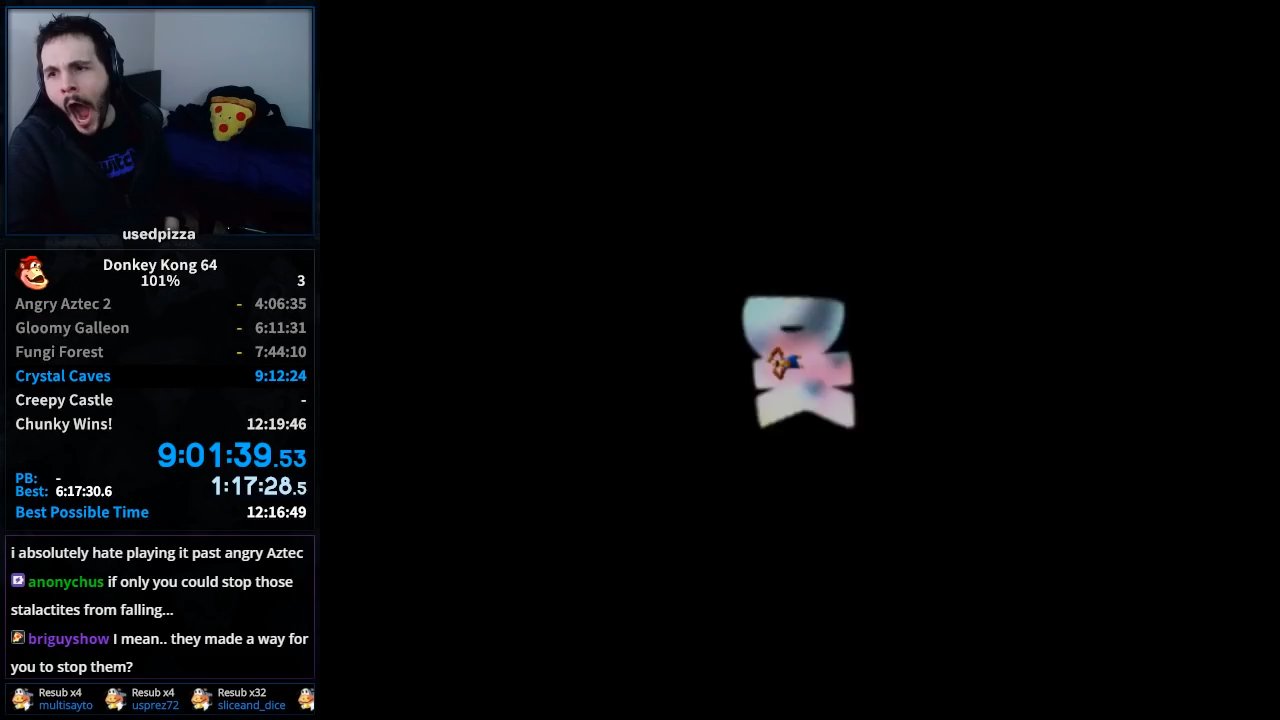 usedpizza
Donkey Kong 64
101% 3
Angry Aztec 2 - 4:06:35
Gloomy Galleon - 6:11:31
Fungi Forest - 7:44:10
Crystal Caves 9:12:24
Creepy Castle -
Chunky Wins! 12:19:46
9:01:39.53
PB: -
Best: 6:17:30.6
1:17:28.5
Best Possible Time 12:16:49
i absolutely hate playing it past angry Aztec
anonychus if only you could stop those
stalactites from falling...
briguyshow I mean.. they made a way for
you to stop them?
Resub x4 Resub x4 Resub x32
multisayto usprez72 sliceand_dice